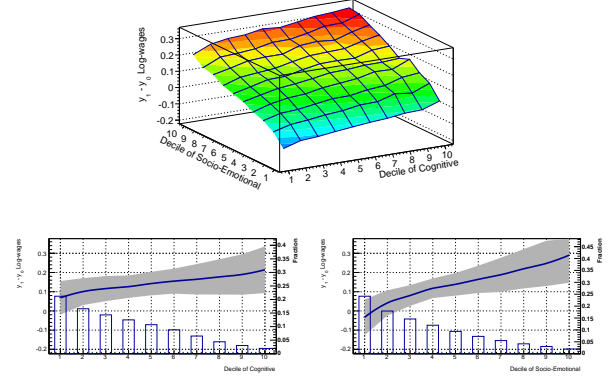 y₁ - y₀ Log-wages
0.3
0.2
0.1
0
-0.1
-0.2
10 9 8 7 6 5 4 3 2 1
Decile of Socio-Emotional
1 2 3 4 5 6 7 8 9 10
Decile of Cognitive
y₁ - y₀ Log-wages
0.3
0.2
0.1
0
-0.1
-0.2
1 2 3 4 5 6 7 8 9 10
Decile of Cognitive
0.4
0.35
0.3
0.25
0.2
0.15
0.1
0.05
0
Fraction
y₁ - y₀ Log-wages
0.3
0.2
0.1
0
-0.1
-0.2
1 2 3 4 5 6 7 8 9 10
Decile of Socio-Emotional
0.45
0.4
0.35
0.3
0.25
0.2
0.15
0.1
0.05
0
Fraction